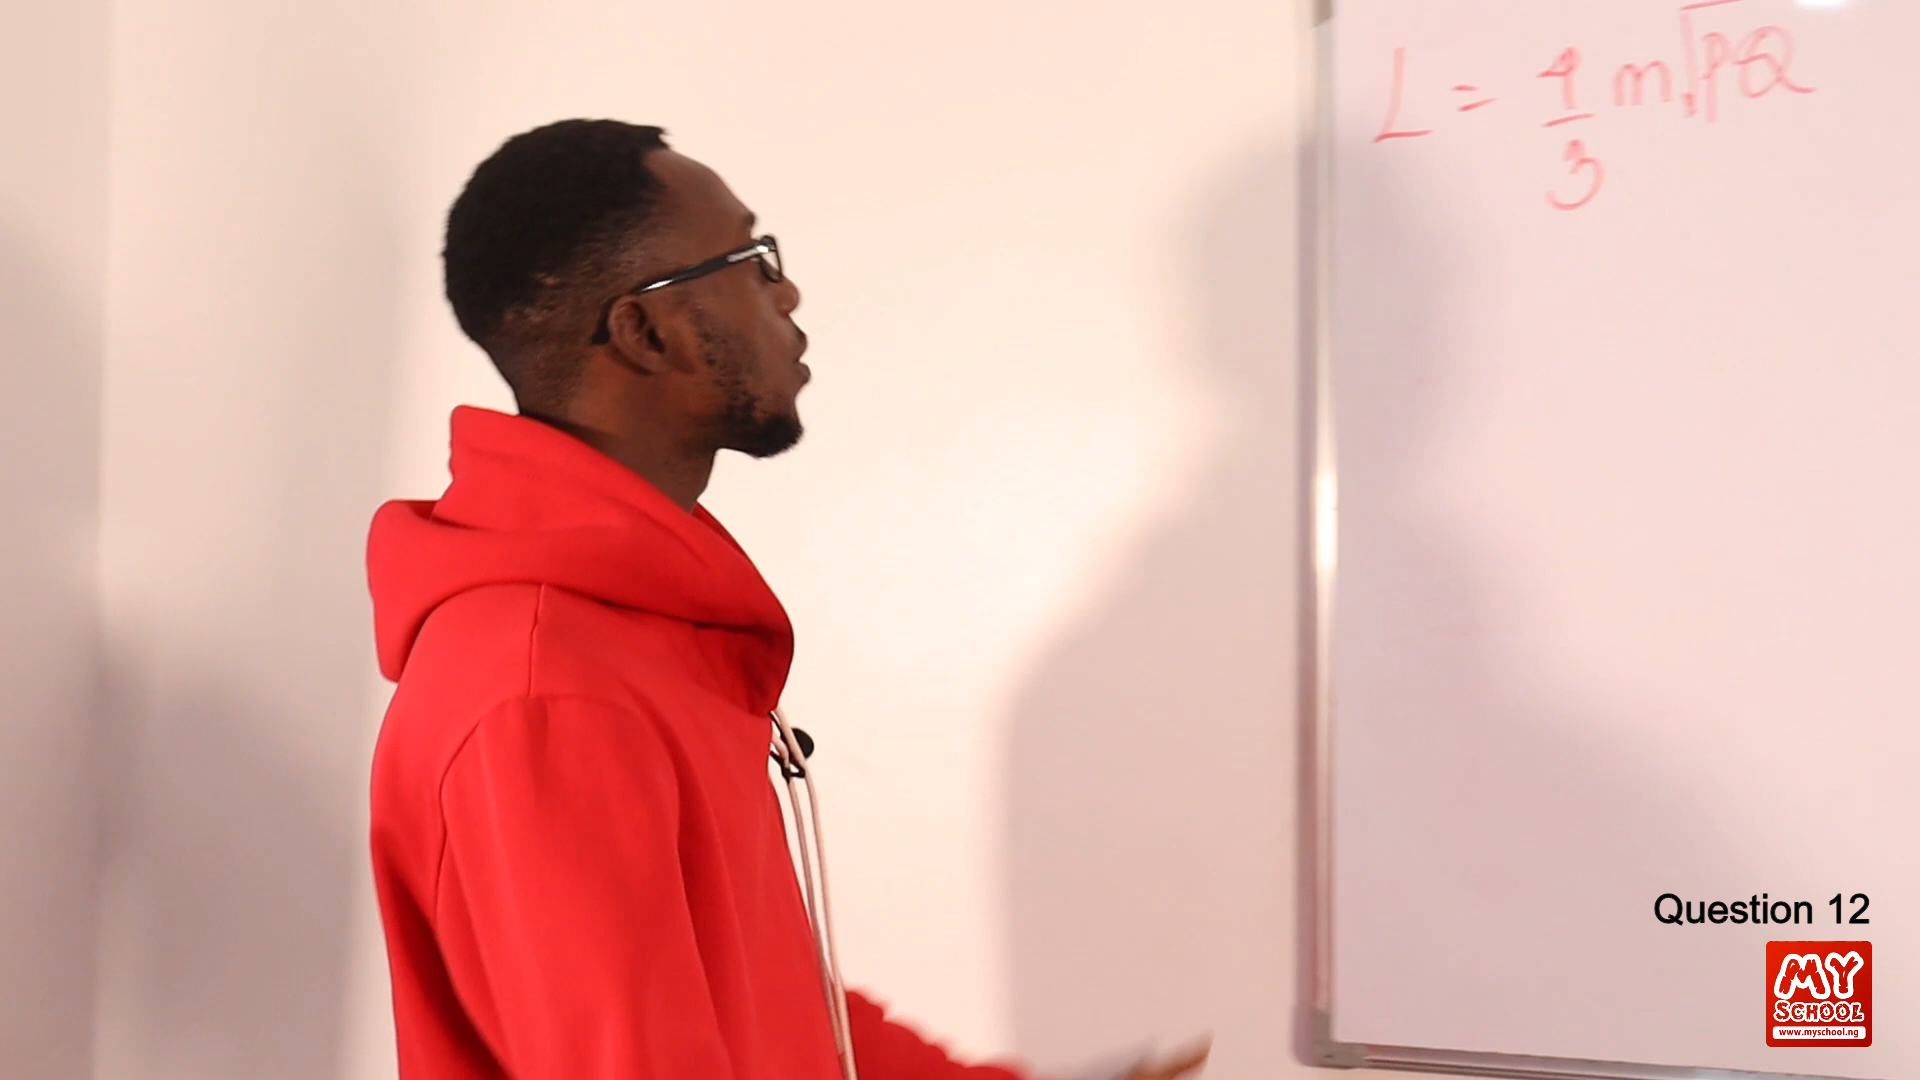 L = 4/3 m√PQ
Question 12
MY
SCHOOL
www.myschool.ng